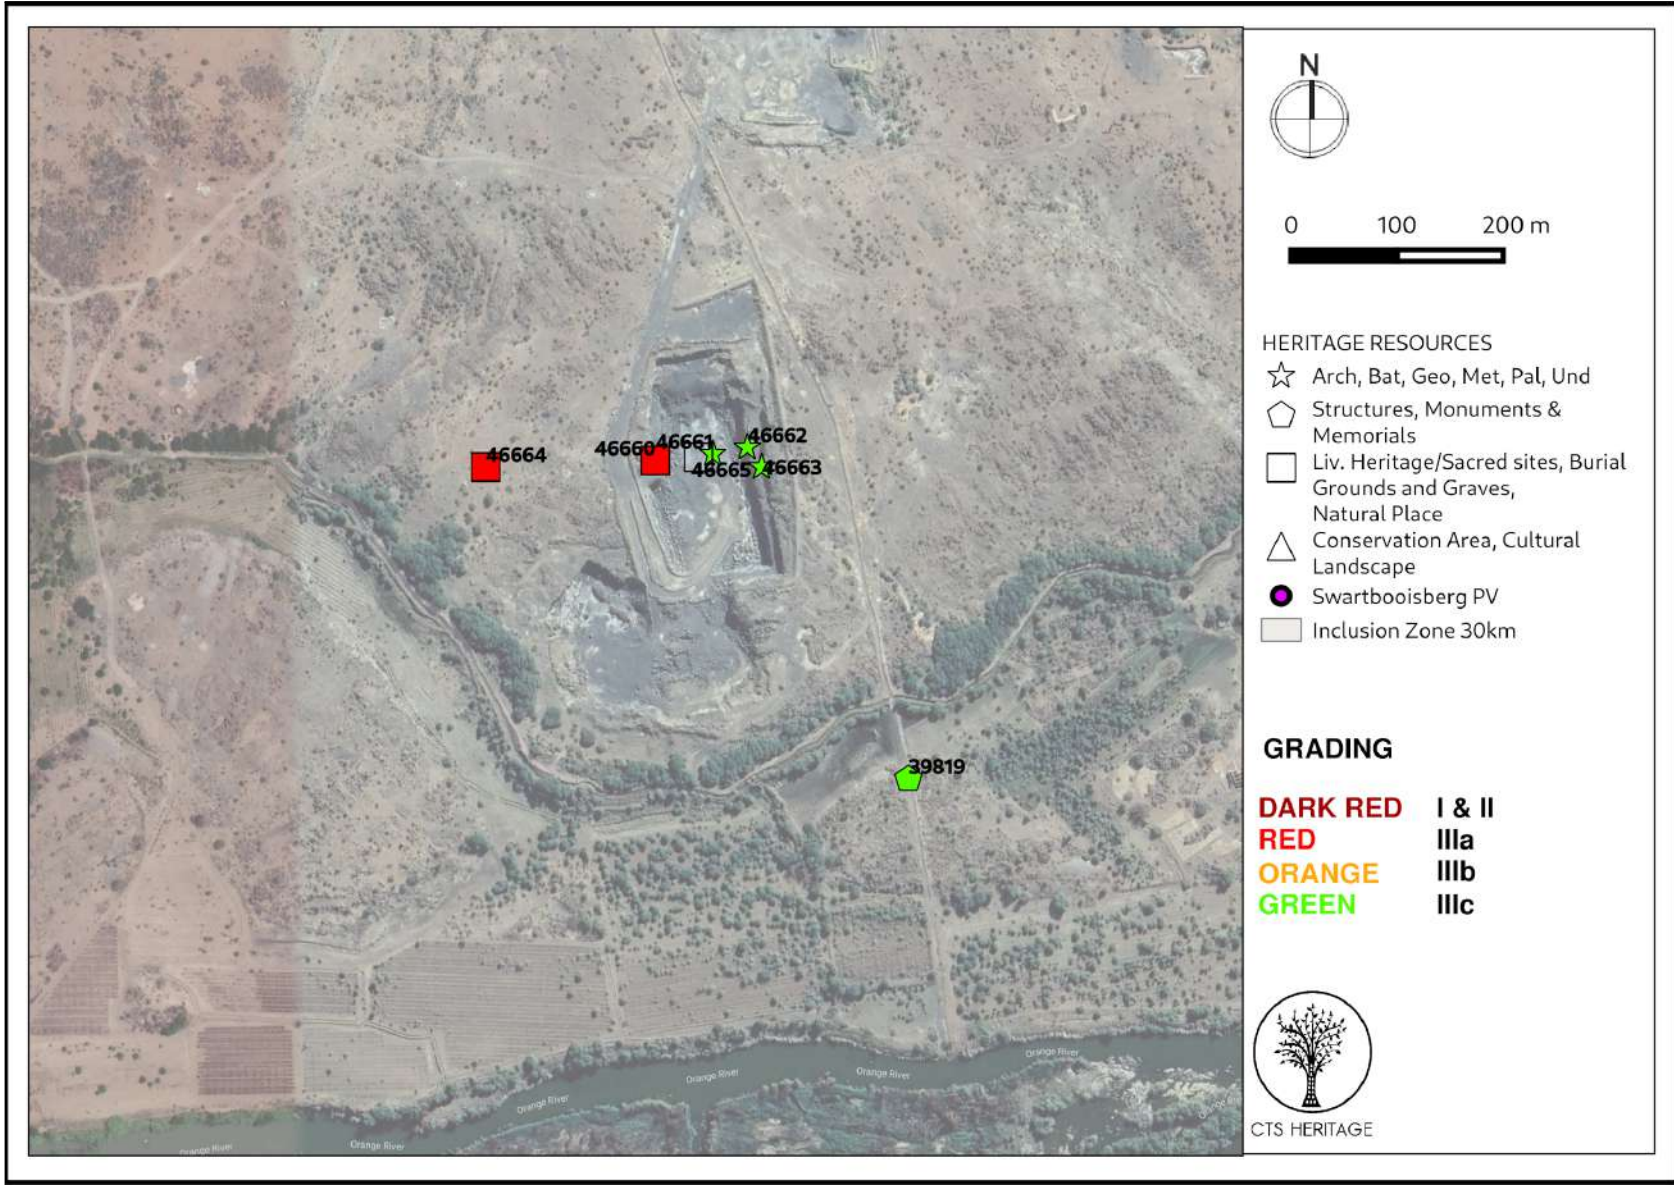 46664
46660
46661
46662
46665
46663
39819
Orange River
Orange River
Orange River
Orange River
Orange River
Orange River
N
0 100 200 m
HERITAGE RESOURCES
Arch, Bat, Geo, Met, Pal, Und
Structures, Monuments &
Memorials
Liv. Heritage/Sacred sites, Burial
Grounds and Graves,
Natural Place
Conservation Area, Cultural
Landscape
Swartbooisberg PV
Inclusion Zone 30km
GRADING
DARK RED I & II
RED IIIa
ORANGE IIIb
GREEN IIIc
CTS HERITAGE